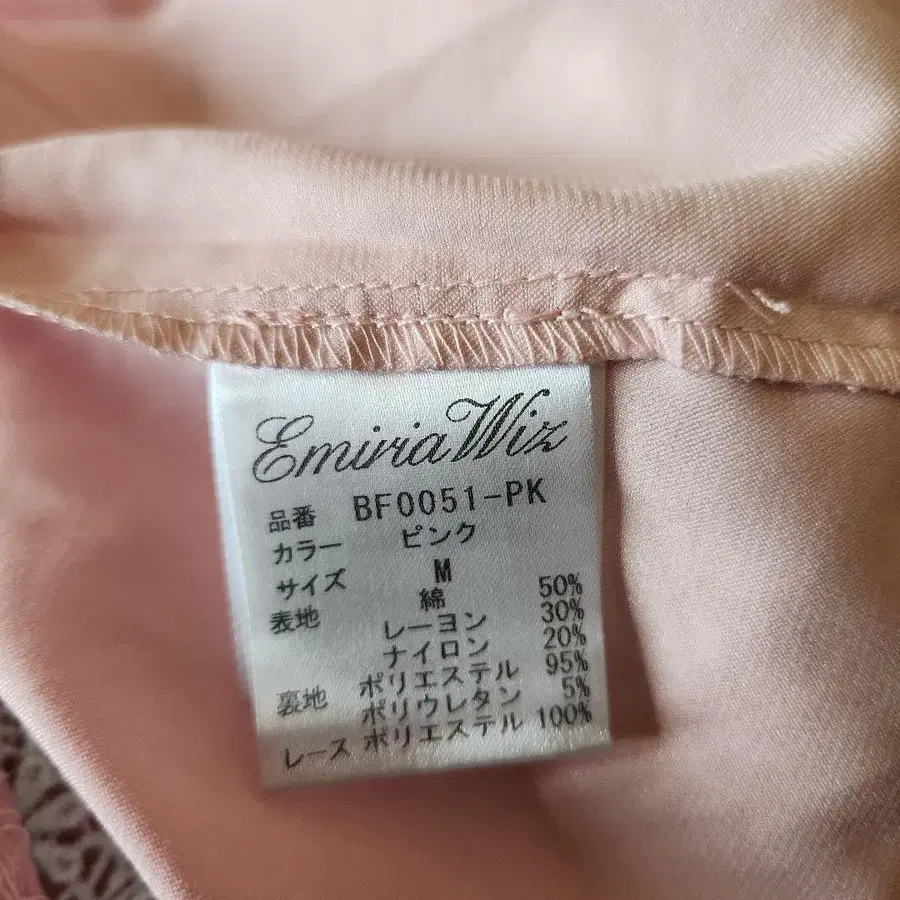 EmiriaWiz
品番 BF0051-PK
カラー ピンク
サイズ M
表地 綿 50%
レーヨン 30%
ナイロン 20%
裏地 ポリエステル 95%
ポリウレタン 5%
レース ポリエステル 100%